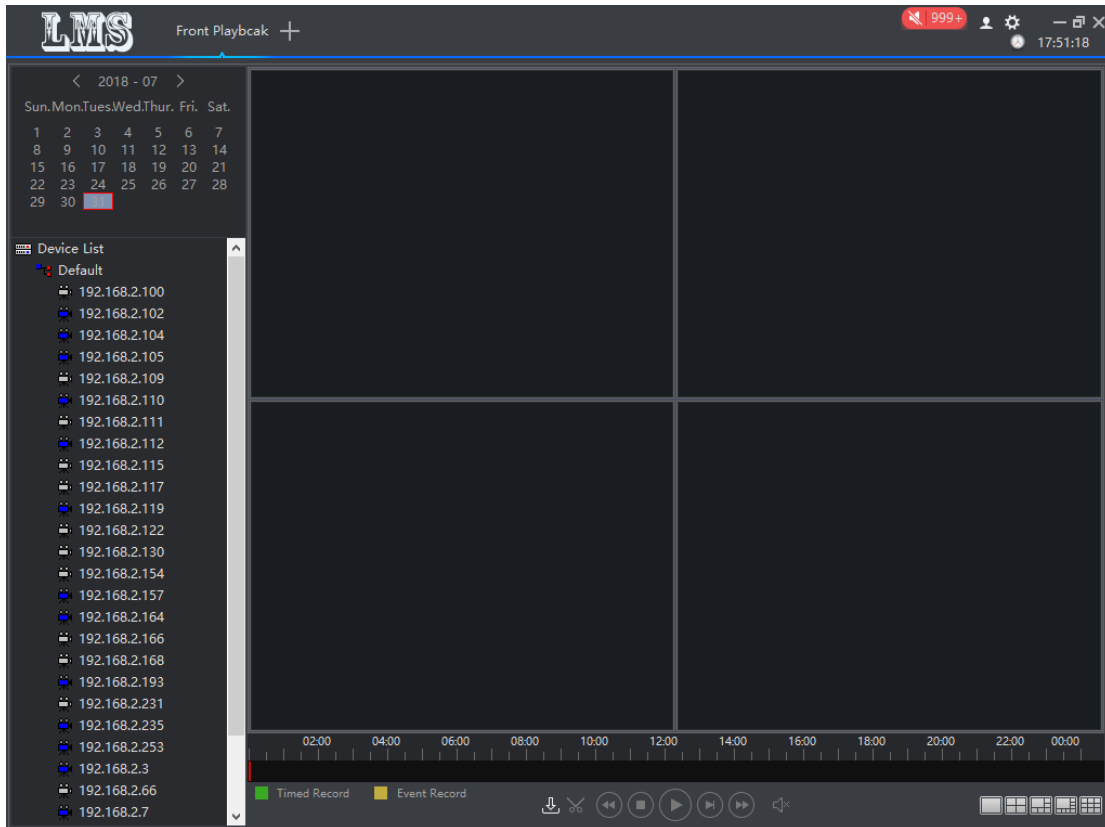 LMS
Front Playbcak
999+
17:51:18
2018 - 07
Sun. Mon. Tues. Wed. Thur. Fri. Sat.
1 2 3 4 5 6 7
8 9 10 11 12 13 14
15 16 17 18 19 20 21
22 23 24 25 26 27 28
29 30 31
Device List
Default
192.168.2.100
192.168.2.102
192.168.2.104
192.168.2.105
192.168.2.109
192.168.2.110
192.168.2.111
192.168.2.112
192.168.2.115
192.168.2.117
192.168.2.119
192.168.2.122
192.168.2.130
192.168.2.154
192.168.2.157
192.168.2.164
192.168.2.166
192.168.2.168
192.168.2.193
192.168.2.231
192.168.2.235
192.168.2.253
192.168.2.3
192.168.2.66
192.168.2.7
02:00 04:00 06:00 08:00 10:00 12:00 14:00 16:00 18:00 20:00 22:00 00:00
Timed Record Event Record